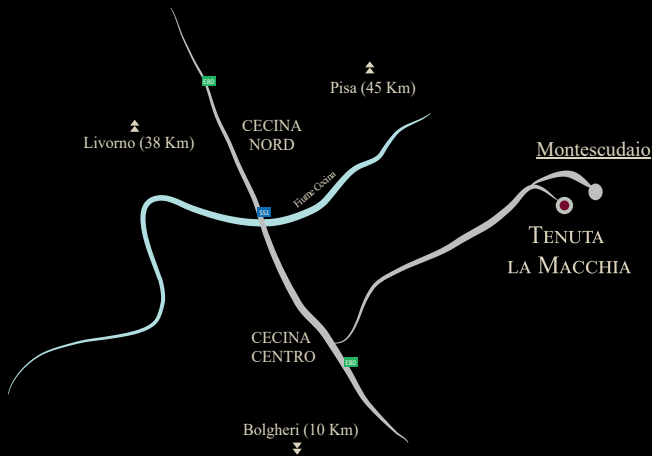 E80
Pisa (45 Km)
CECINA
NORD
Livorno (38 Km)
Montescudaio
Fiume Cecina
SS1
TENUTA
LA MACCHIA
CECINA
CENTRO
E80
Bolgheri (10 Km)